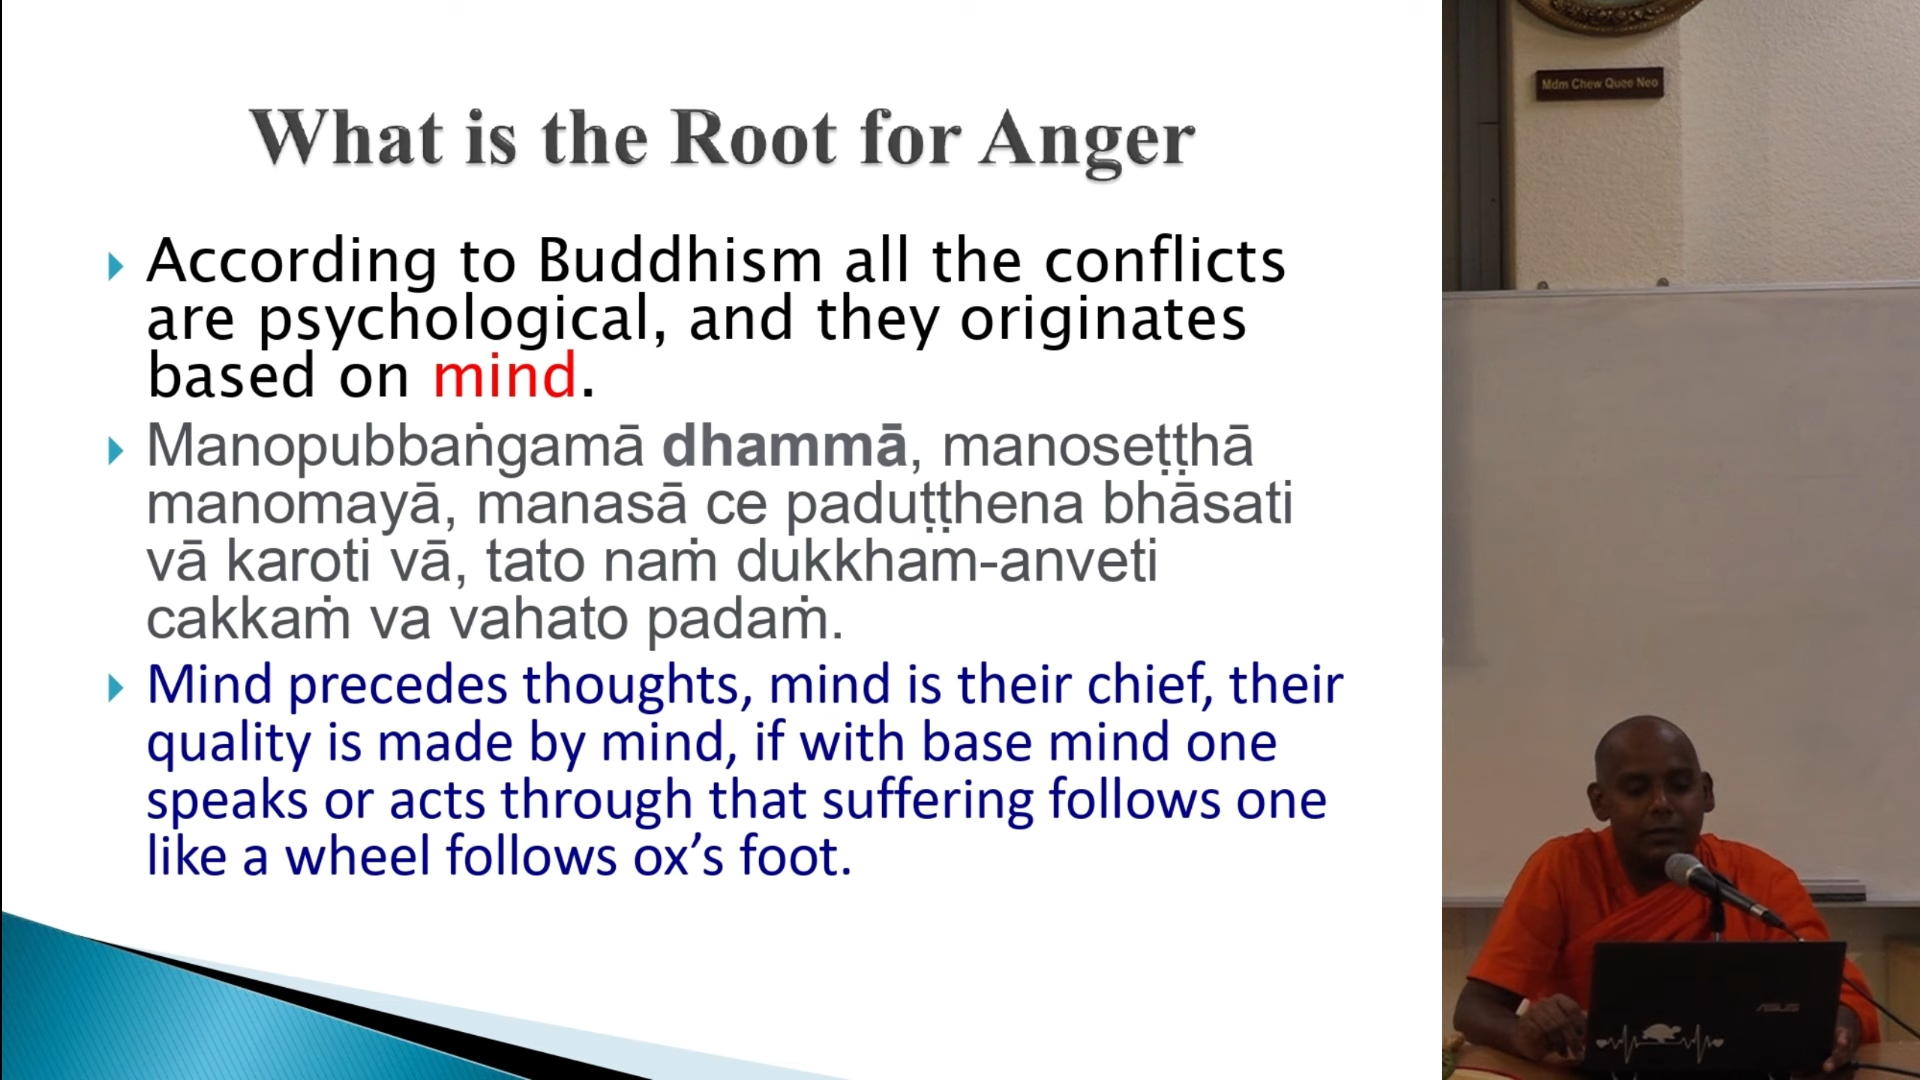 What is the Root for Anger
According to Buddhism all the conflicts
are psychological, and they originates
based on mind.
Manopubbaṅgamā dhammā, manoseṭṭhā
manomayā, manasā ce paduṭṭhena bhāsati
vā karoti vā, tato naṁ dukkham-anveti
cakkaṁ va vahato padaṁ.
Mind precedes thoughts, mind is their chief, their
quality is made by mind, if with base mind one
speaks or acts through that suffering follows one
like a wheel follows ox’s foot.
Mdm Chew Quee Neo
ASUS